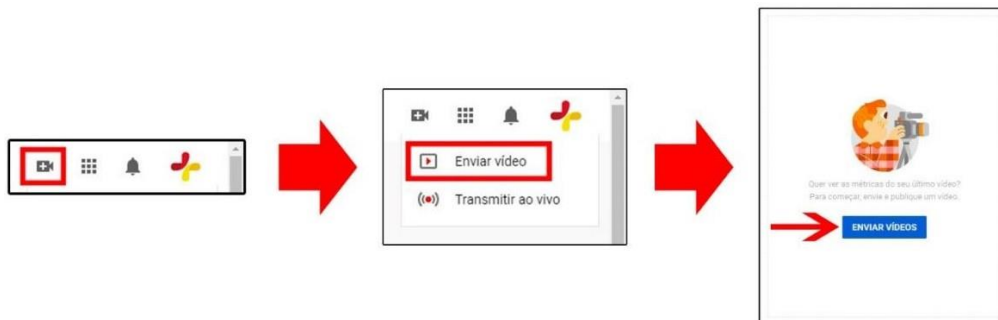 Enviar vídeo
Transmitir ao vivo
Quer ver as métricas do seu último vídeo?
Para começar, envie e publique um vídeo.
ENVIAR VÍDEOS